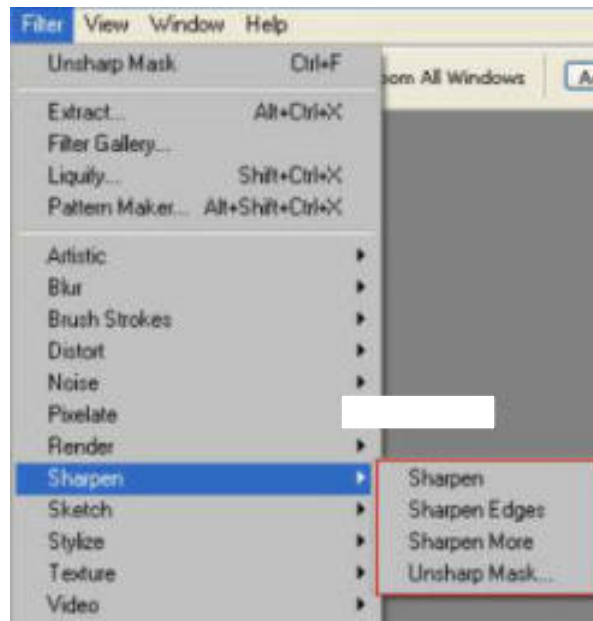 Filter View Window Help
Unsharp Mask Ctrl+F
oom All Windows
Extract... Alt+Ctrl+X
Filter Gallery...
Liquify... Shift+Ctrl+X
Pattern Maker... Alt+Shift+Ctrl+X
Artistic
Blur
Brush Strokes
Distort
Noise
Pixelate
Render
Sharpen Sharpen
Sketch Sharpen Edges
Stylize Sharpen More
Texture Unsharp Mask...
Video